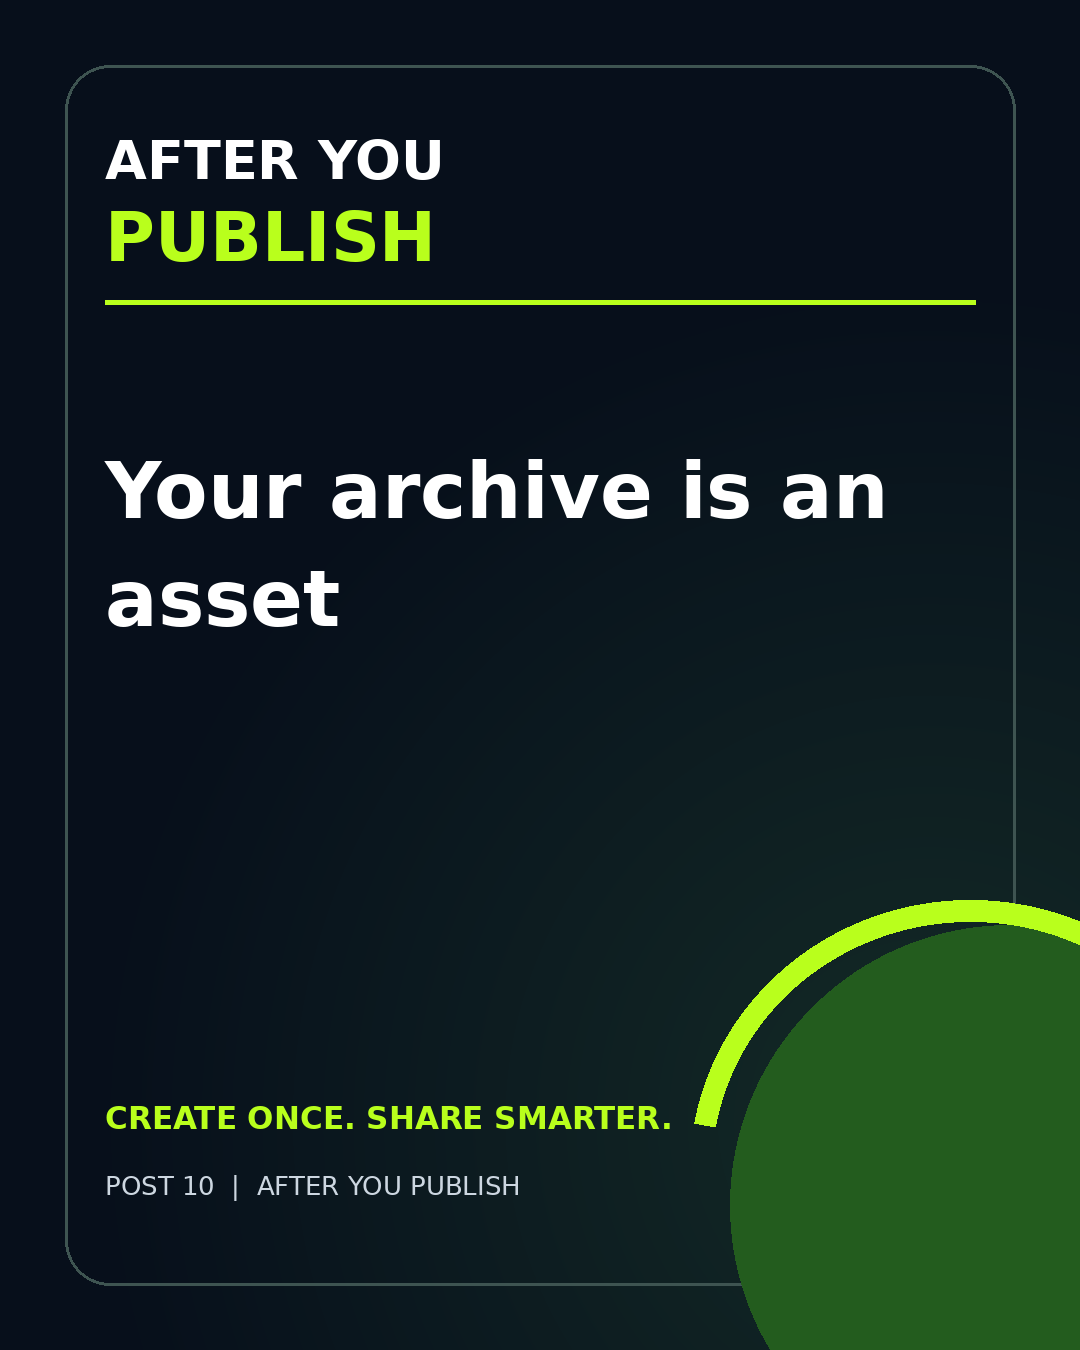 AFTER YOU
PUBLISH
Your archive is an
asset
CREATE ONCE. SHARE SMARTER.
POST 10 | AFTER YOU PUBLISH